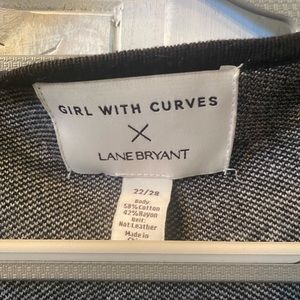 GIRL WITH CURVES
X
LANE BRYANT
22/28
Body:
58%Cotton
42%Rayon
Belt:
Not Leather
Made in